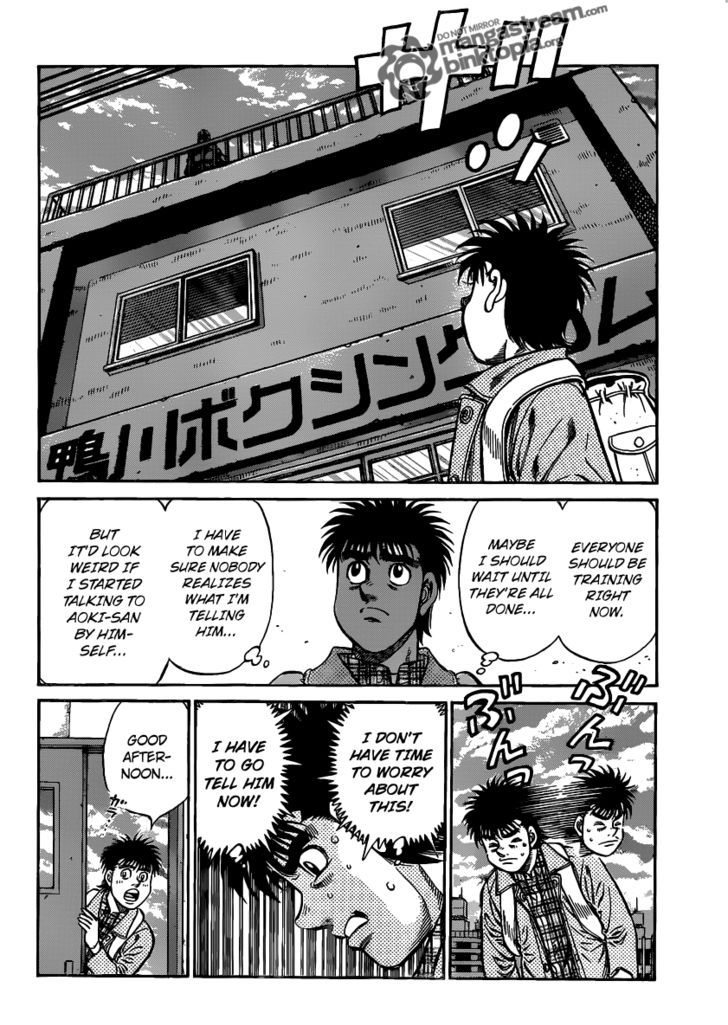 DO NOT MIRROR
mangastream.com
binktopia.org
ザッ
鴨川ボクシングジム
EVERYONE
SHOULD BE
TRAINING
RIGHT
NOW.
MAYBE
I SHOULD
WAIT UNTIL
THEY'RE ALL
DONE...
I HAVE
TO MAKE
SURE NOBODY
REALIZES
WHAT I'M
TELLING
HIM...
BUT
IT'D LOOK
WEIRD IF
I STARTED
TALKING TO
AOKI-SAN
BY HIM-
SELF...
ぶんっ
ぶんっ
I DON'T
HAVE TIME
TO WORRY
ABOUT
THIS!
I HAVE
TO GO
TELL HIM
NOW!
GOOD
AFTER-
NOON...